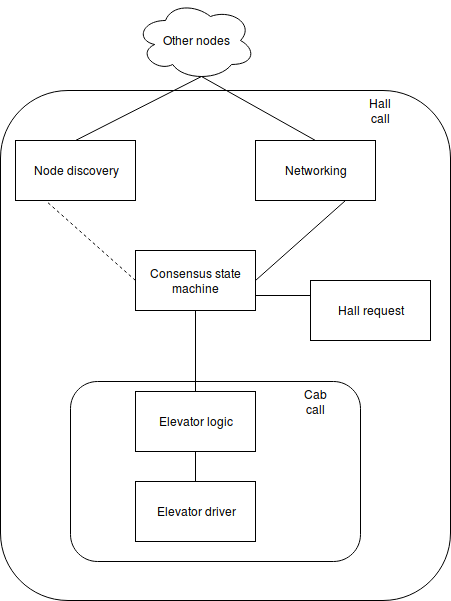 Other nodes
Hall
call
Node discovery
Networking
Consensus state
machine
Hall request
Cab
call
Elevator logic
Elevator driver